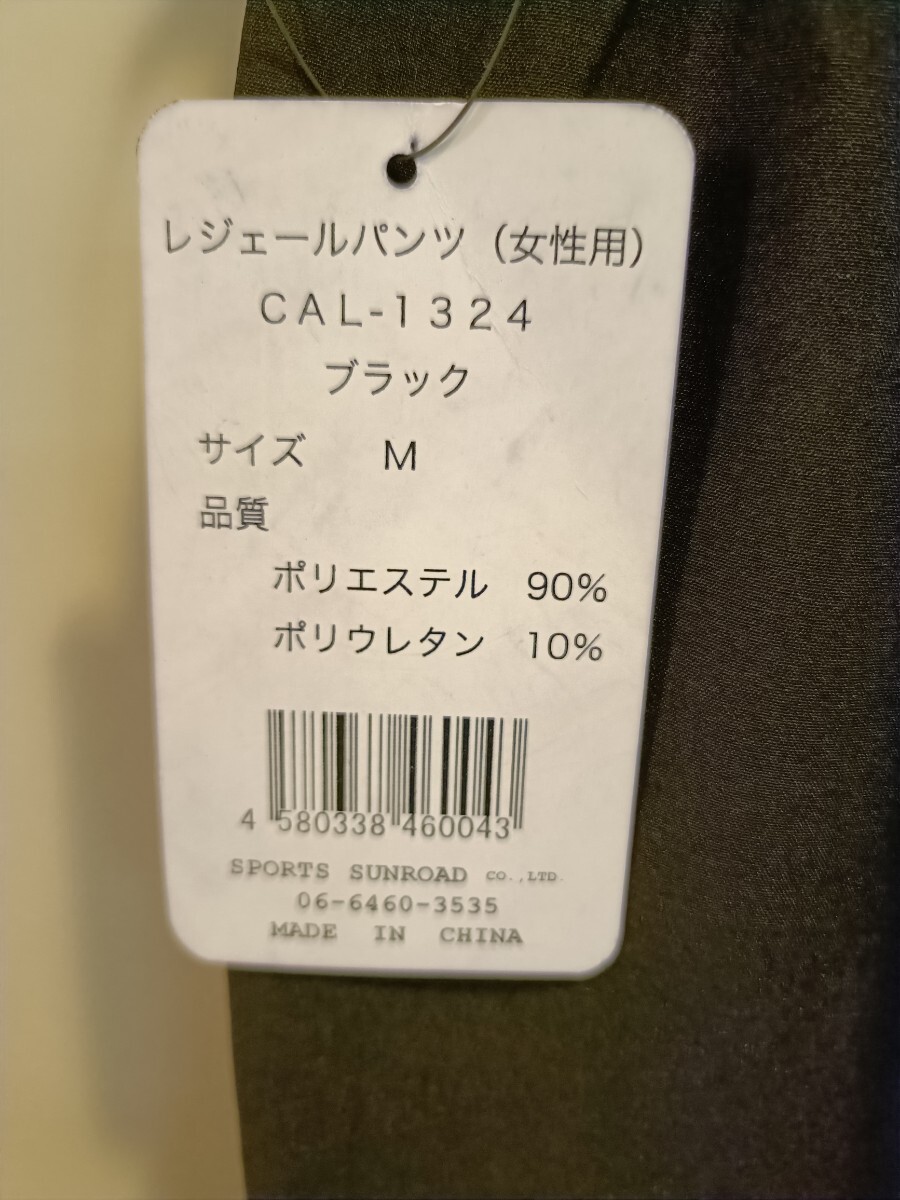 レジェールパンツ（女性用）
CAL-1324
ブラック
サイズ M
品質
ポリエステル 90%
ポリウレタン 10%
4 580338 460043
SPORTS SUNROAD CO.,LTD.
06-6460-3535
MADE IN CHINA